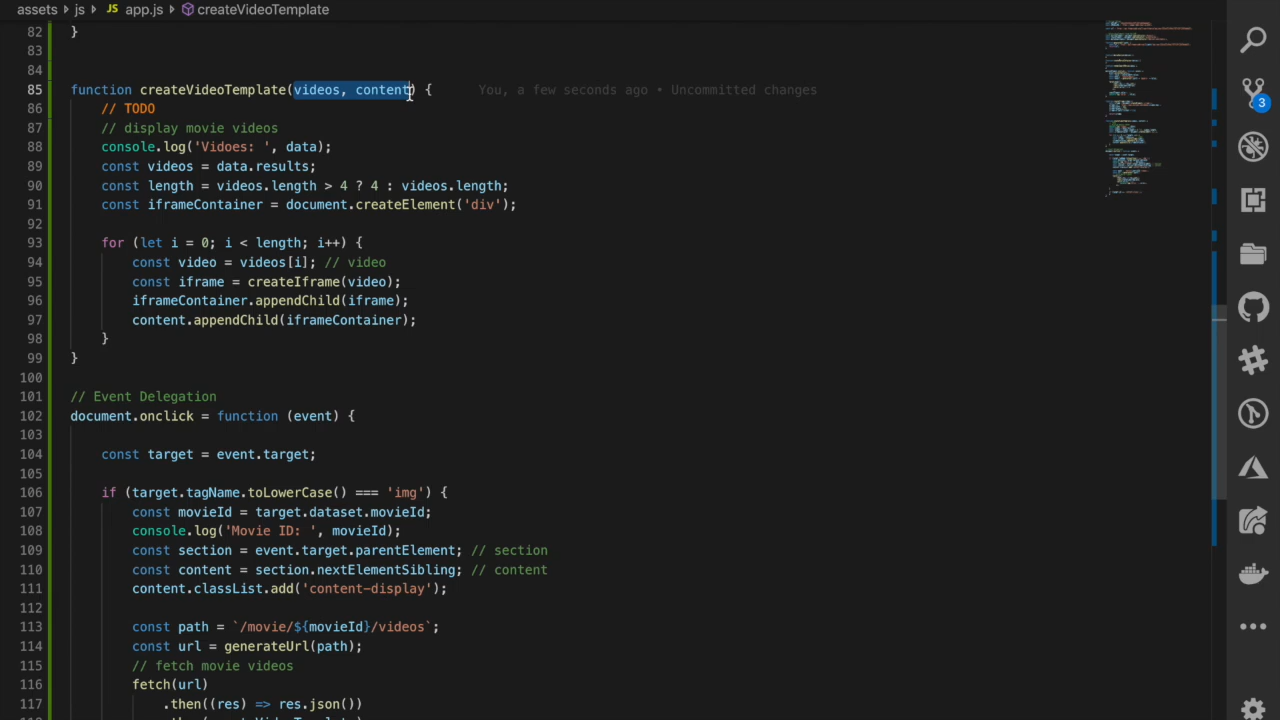 assets > js > JS app.js > createVideoTemplate
82 }
83
84
85 function createVideoTemplate(videos, content) { You, a few seconds ago • Uncommitted changes
86 // TODO
87 // display movie videos
88 console.log('Vidoes: ', data);
89 const videos = data.results;
90 const length = videos.length > 4 ? 4 : videos.length;
91 const iframeContainer = document.createElement('div');
92
93 for (let i = 0; i < length; i++) {
94 const video = videos[i]; // video
95 const iframe = createIframe(video);
96 iframeContainer.appendChild(iframe);
97 content.appendChild(iframeContainer);
98 }
99 }
100
101 // Event Delegation
102 document.onclick = function (event) {
103
104 const target = event.target;
105
106 if (target.tagName.toLowerCase() === 'img') {
107 const movieId = target.dataset.movieId;
108 console.log('Movie ID: ', movieId);
109 const section = event.target.parentElement; // section
110 const content = section.nextElementSibling; // content
111 content.classList.add('content-display');
112
113 const path = `/movie/${movieId}/videos`;
114 const url = generateUrl(path);
115 // fetch movie videos
116 fetch(url)
117 .then((res) => res.json())
3